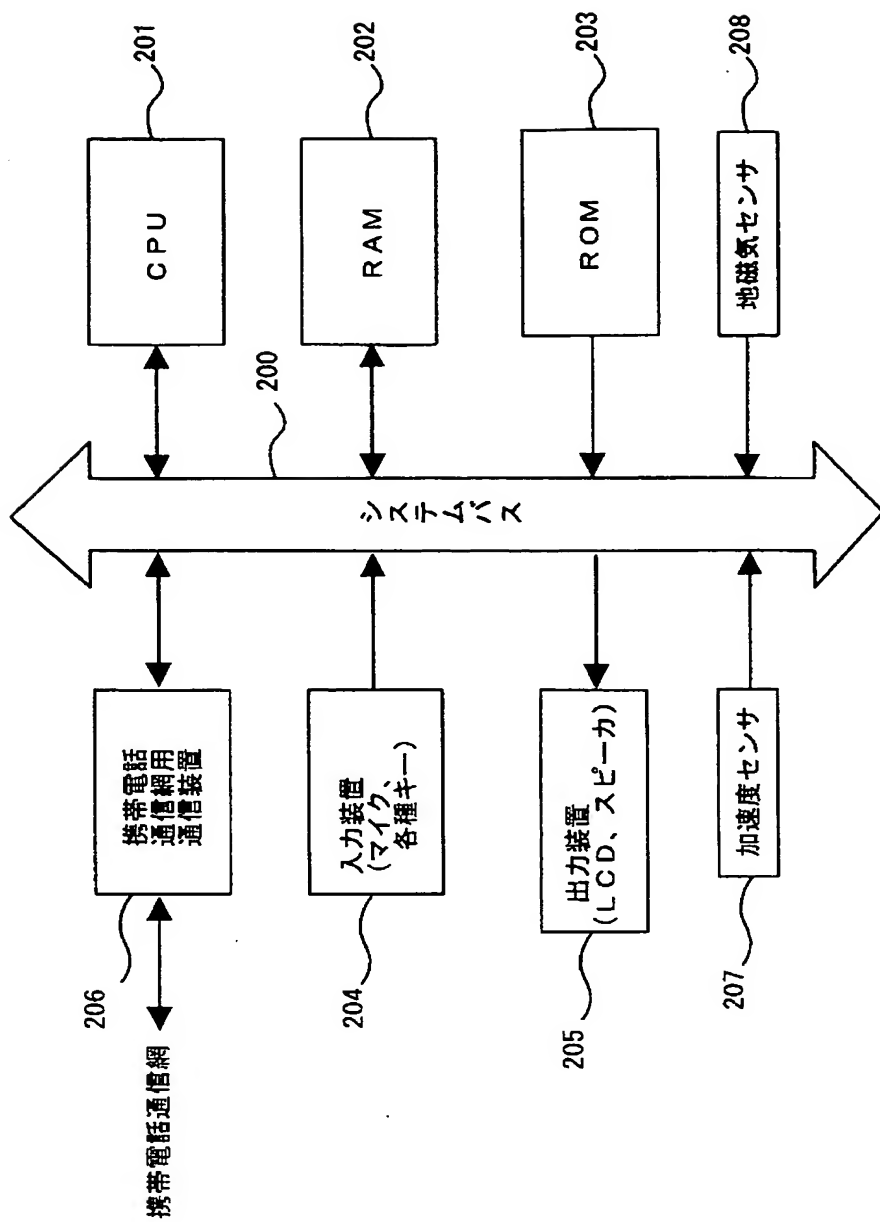 携帯電話通信網
206
携帯電話
通信網用
通信装置
204
入力装置
(マイク、
各種キー)
205
出力装置
(LCD、スピーカ)
207
加速度センサ
システムバス
200
CPU
201
RAM
202
ROM
203
地磁気センサ
208